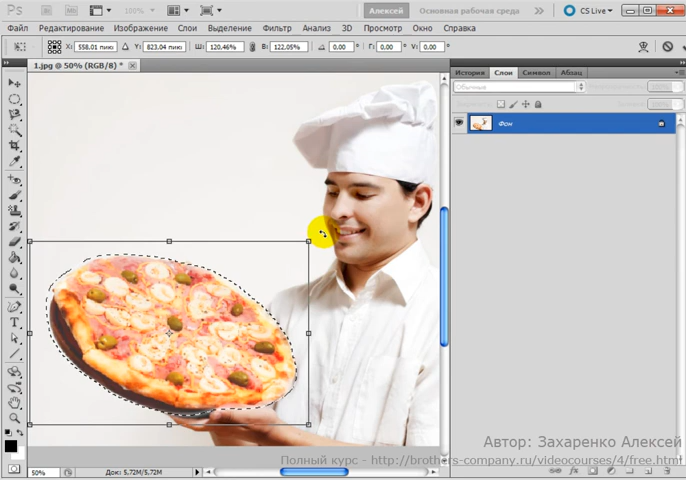 Ps Br Mb 100% Алексей Основная рабочая среда CS Live
Файл Редактирование Изображение Слои Выделение Фильтр Анализ 3D Просмотр Окно Справка
X: 558.01 пикс Y: 823.04 пикс Ш: 120,46% В: 122.05% 0.00 ° Г: 0.00 ° V: 0.00 °
1.jpg @ 50% (RGB/8) *
История Слои Символ Абзац
Обычные
Фон
Автор: Захаренко Алексей
Полный курс - http://brothers-company.ru/videocourses/4/free.html
50% Док: 5,72M/5,72M